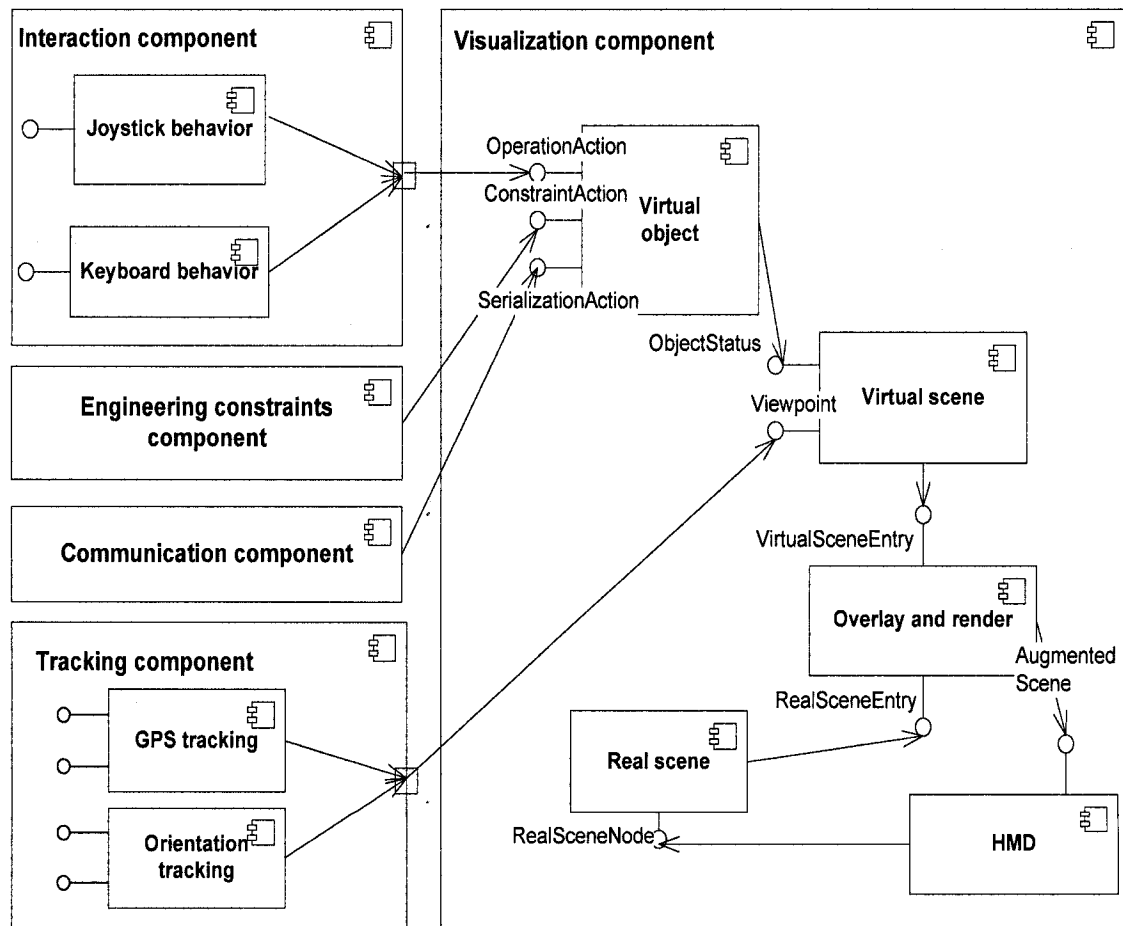 Interaction component
Joystick behavior
Keyboard behavior
Engineering constraints
component
Communication component
Tracking component
GPS tracking
Orientation
tracking
Visualization component
OperationAction
ConstraintAction
SerializationAction
Virtual
object
ObjectStatus
Viewpoint
Virtual scene
VirtualSceneEntry
Overlay and render
RealSceneEntry
Augmented
Scene
Real scene
RealSceneNode
HMD